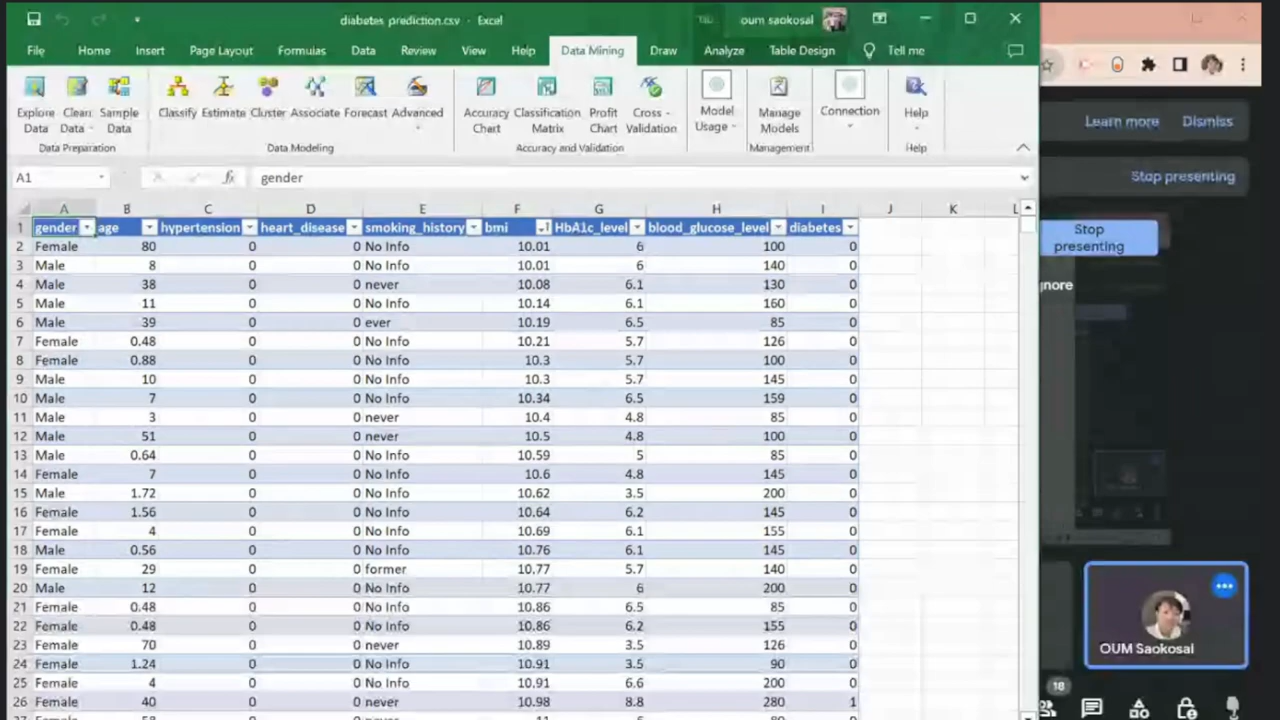 diabetes prediction.csv - Excel
oum saokosal
File Home Insert Page Layout Formulas Data Review View Help Data Mining Draw Analyze Table Design Tell me
Explore Data Clean Data Sample Data Classify Estimate Cluster Associate Forecast Advanced Accuracy Chart Classification Matrix Profit Chart Cross-Validation Model Usage Manage Models Connection Help
Data Preparation Data Modeling Accuracy and Validation Management Help
Learn more Dismiss
Stop presenting
A1 fx gender
A B C D E F G H I J K L
1 gender age hypertension heart_disease smoking_history bmi HbA1c_level blood_glucose_level diabetes
2 Female 80 0 0 No Info 10.01 6 100 0
3 Male 8 0 0 No Info 10.01 6 140 0
4 Male 38 0 0 never 10.08 6.1 130 0
5 Male 11 0 0 No Info 10.14 6.1 160 0
6 Male 39 0 0 ever 10.19 6.5 85 0
7 Female 0.48 0 0 No Info 10.21 5.7 126 0
8 Female 0.88 0 0 No Info 10.3 5.7 100 0
9 Male 10 0 0 No Info 10.3 5.7 145 0
10 Male 7 0 0 No Info 10.34 6.5 159 0
11 Male 3 0 0 never 10.4 4.8 85 0
12 Male 51 0 0 never 10.5 4.8 100 0
13 Male 0.64 0 0 No Info 10.59 5 85 0
14 Female 7 0 0 No Info 10.6 4.8 145 0
15 Male 1.72 0 0 No Info 10.62 3.5 200 0
16 Female 1.56 0 0 No Info 10.64 6.2 145 0
17 Female 4 0 0 No Info 10.69 6.1 155 0
18 Male 0.56 0 0 No Info 10.76 6.1 145 0
19 Female 29 0 0 former 10.77 5.7 140 0
20 Male 12 0 0 No Info 10.77 6 200 0
21 Female 0.48 0 0 No Info 10.86 6.5 85 0
22 Female 0.48 0 0 No Info 10.86 6.2 155 0
23 Female 70 0 0 never 10.89 3.5 126 0
24 Female 1.24 0 0 No Info 10.91 3.5 90 0
25 Female 4 0 0 No Info 10.91 6.6 200 0
26 Female 40 0 0 never 10.98 8.8 280 1
Stop
presenting
gnore
OUM Saokosal
18